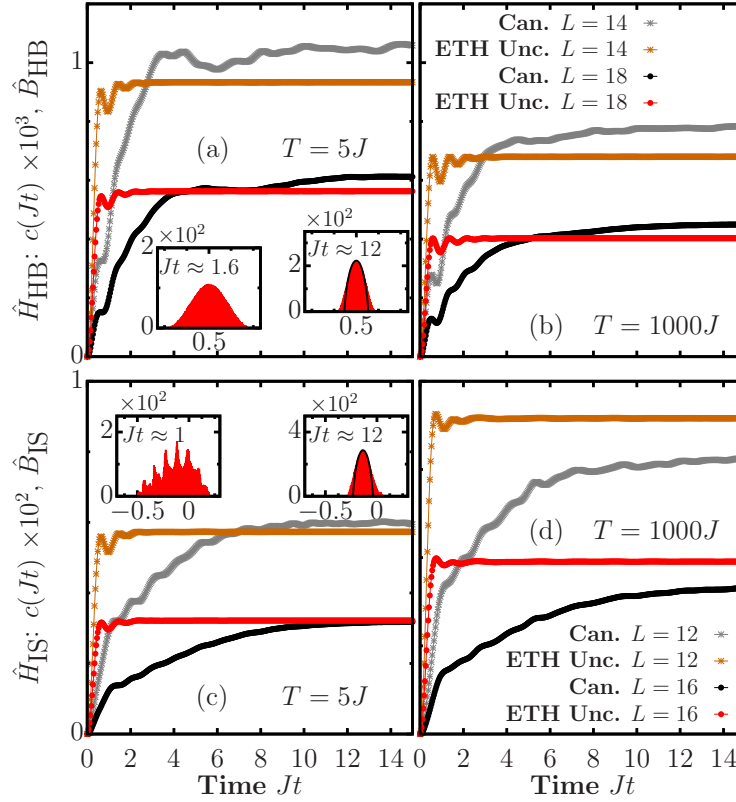 Ĥ_HB: c(Jt) ×10³, B̂_HB
1
0
(a) T = 5J
×10²
2
0
Jt ≈ 1.6
0.5
×10²
2
0
Jt ≈ 12
0.5
Can. L = 14
ETH Unc. L = 14
Can. L = 18
ETH Unc. L = 18
(b) T = 1000J
Ĥ_IS: c(Jt) ×10², B̂_IS
1
0
×10²
2
0
Jt ≈ 1
−0.5 0
×10²
4
0
Jt ≈ 12
−0.5 0
(c) T = 5J
0 2 4 6 8 10 12 14
Time Jt
(d) T = 1000J
Can. L = 12
ETH Unc. L = 12
Can. L = 16
ETH Unc. L = 16
0 2 4 6 8 10 12 14
Time Jt